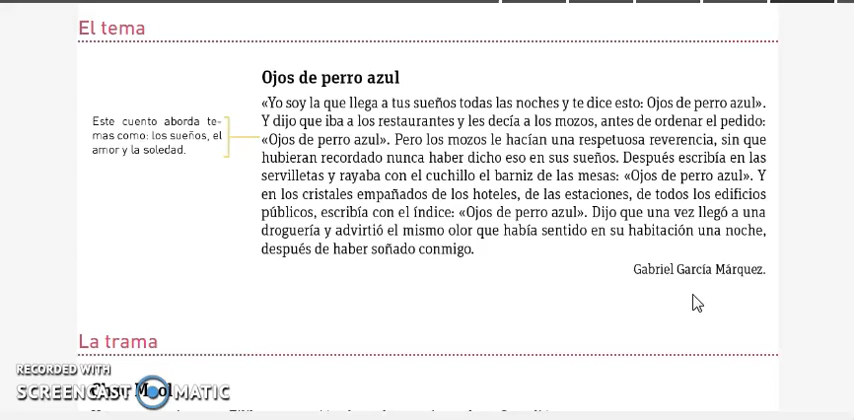 El tema
Ojos de perro azul
«Yo soy la que llega a tus sueños todas las noches y te dice esto: Ojos de perro azul».
Y dijo que iba a los restaurantes y les decía a los mozos, antes de ordenar el pedido:
«Ojos de perro azul». Pero los mozos le hacían una respetuosa reverencia, sin que
hubieran recordado nunca haber dicho eso en sus sueños. Después escribía en las
servilletas y rayaba con el cuchillo el barniz de las mesas: «Ojos de perro azul». Y
en los cristales empañados de los hoteles, de las estaciones, de todos los edificios
públicos, escribía con el índice: «Ojos de perro azul». Dijo que una vez llegó a una
droguería y advirtió el mismo olor que había sentido en su habitación una noche,
después de haber soñado conmigo.
Gabriel García Márquez.
Este cuento aborda te-
mas como: los sueños, el
amor y la soledad.
La trama
RECORDED WITH
SCREENCAST MATIC